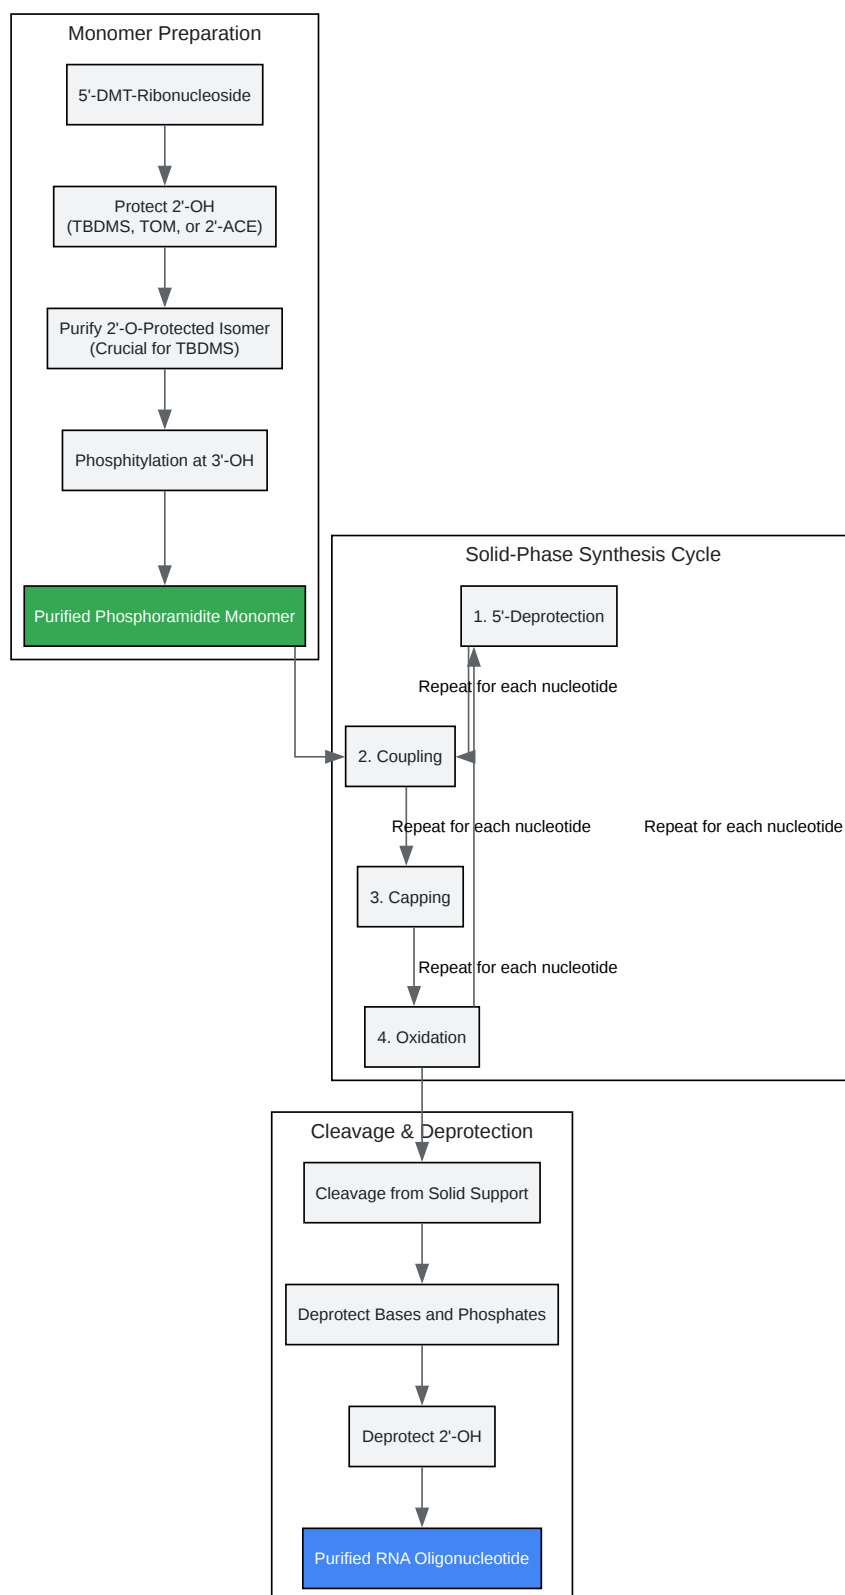 Monomer Preparation
5'-DMT-Ribonucleoside
Protect 2'-OH
(TBDMS, TOM, or 2'-ACE)
Purify 2'-O-Protected Isomer
(Crucial for TBDMS)
Phosphitylation at 3'-OH
Purified Phosphoramidite Monomer
Solid-Phase Synthesis Cycle
1. 5'-Deprotection
Repeat for each nucleotide
2. Coupling
Repeat for each nucleotide
Repeat for each nucleotide
3. Capping
Repeat for each nucleotide
4. Oxidation
Cleavage & Deprotection
Cleavage from Solid Support
Deprotect Bases and Phosphates
Deprotect 2'-OH
Purified RNA Oligonucleotide